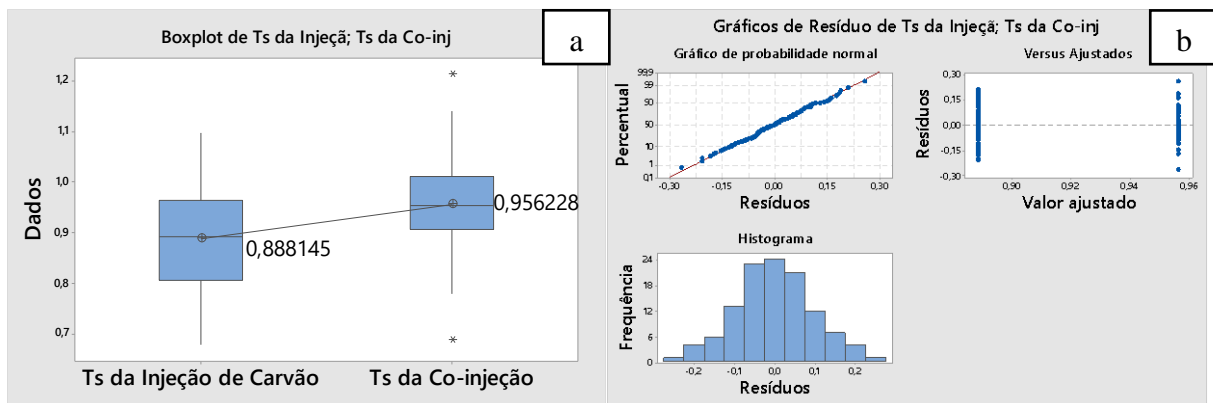 Boxplot de Ts da Injeçã; Ts da Co-inj
a
Dados
1,2
1,1
1,0
0,9
0,8
0,7
0,888145
0,956228
Ts da Injeção de Carvão
Ts da Co-injeção
Gráficos de Resíduo de Ts da Injeçã; Ts da Co-inj
b
Gráfico de probabilidade normal
Percentual
99,9
99
90
50
10
1
0,1
-0,30 -0,15 0,00 0,15 0,30
Resíduos
Versus Ajustados
Resíduos
0,30
0,15
0,00
-0,15
-0,30
0,90 0,92 0,94 0,96
Valor ajustado
Histograma
Frequência
24
18
12
6
0
-0,2 -0,1 0,0 0,1 0,2
Resíduos